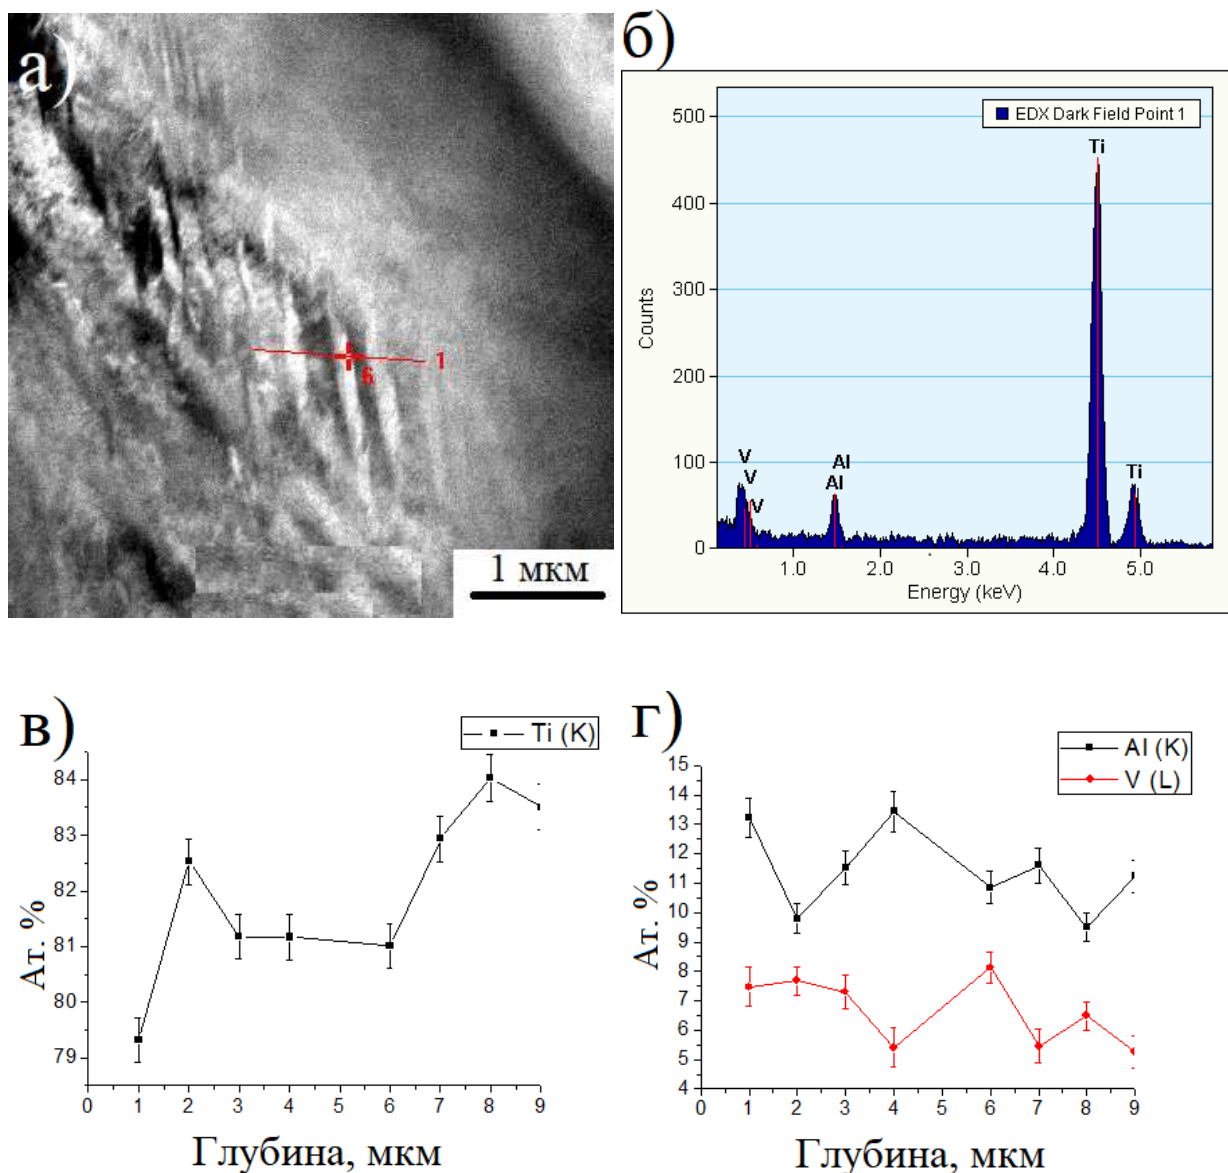 а)
1
6
1 мкм
б)
EDX Dark Field Point 1
Counts
500
400
300
200
100
0
Ti
V
V
V
Al
Al
Ti
1.0 2.0 3.0 4.0 5.0
Energy (keV)
в)
Ti (K)
Ат. %
84
83
82
81
80
79
0 1 2 3 4 5 6 7 8 9
Глубина, мкм
г)
Al (K)
V (L)
Ат. %
15
14
13
12
11
10
9
8
7
6
5
4
0 1 2 3 4 5 6 7 8 9
Глубина, мкм